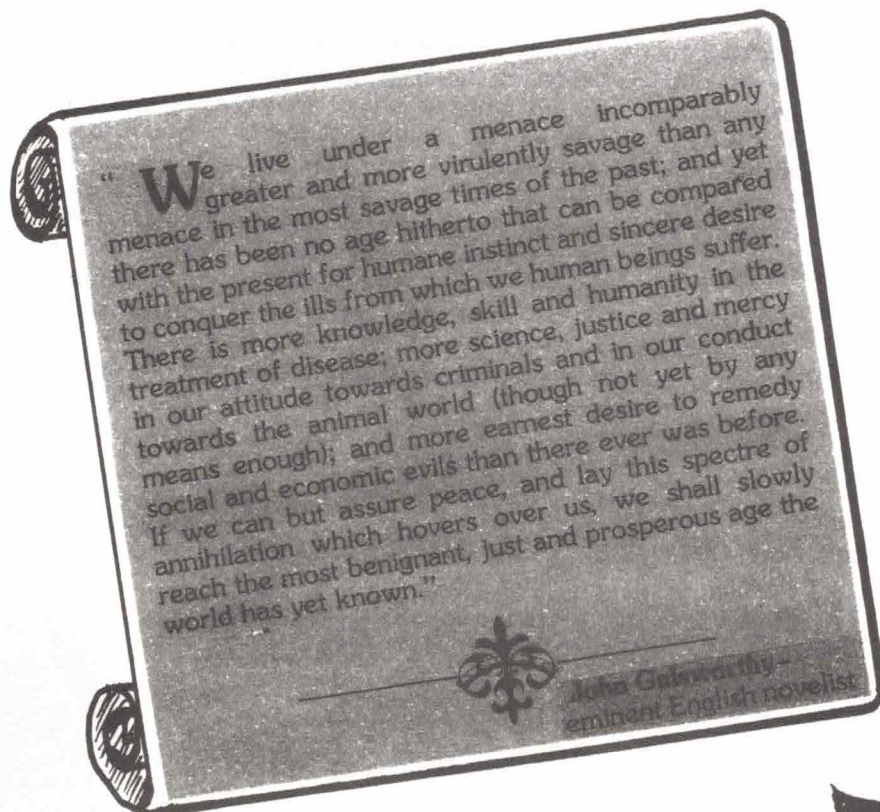 “ We live under a menace incomparably
greater and more virulently savage than any
menace in the most savage times of the past; and yet
there has been no age hitherto that can be compared
with the present for humane instinct and sincere desire
to conquer the ills from which we human beings suffer.
There is more knowledge, skill and humanity in the
treatment of disease; more science, justice and mercy
in our attitude towards criminals and in our conduct
towards the animal world (though not yet by any
means enough); and more earnest desire to remedy
social and economic evils than there ever was before.
If we can but assure peace, and lay this spectre of
annihilation which hovers over us, we shall slowly
reach the most benignant, just and prosperous age the
world has yet known.”
John Galsworthy–
eminent English novelist